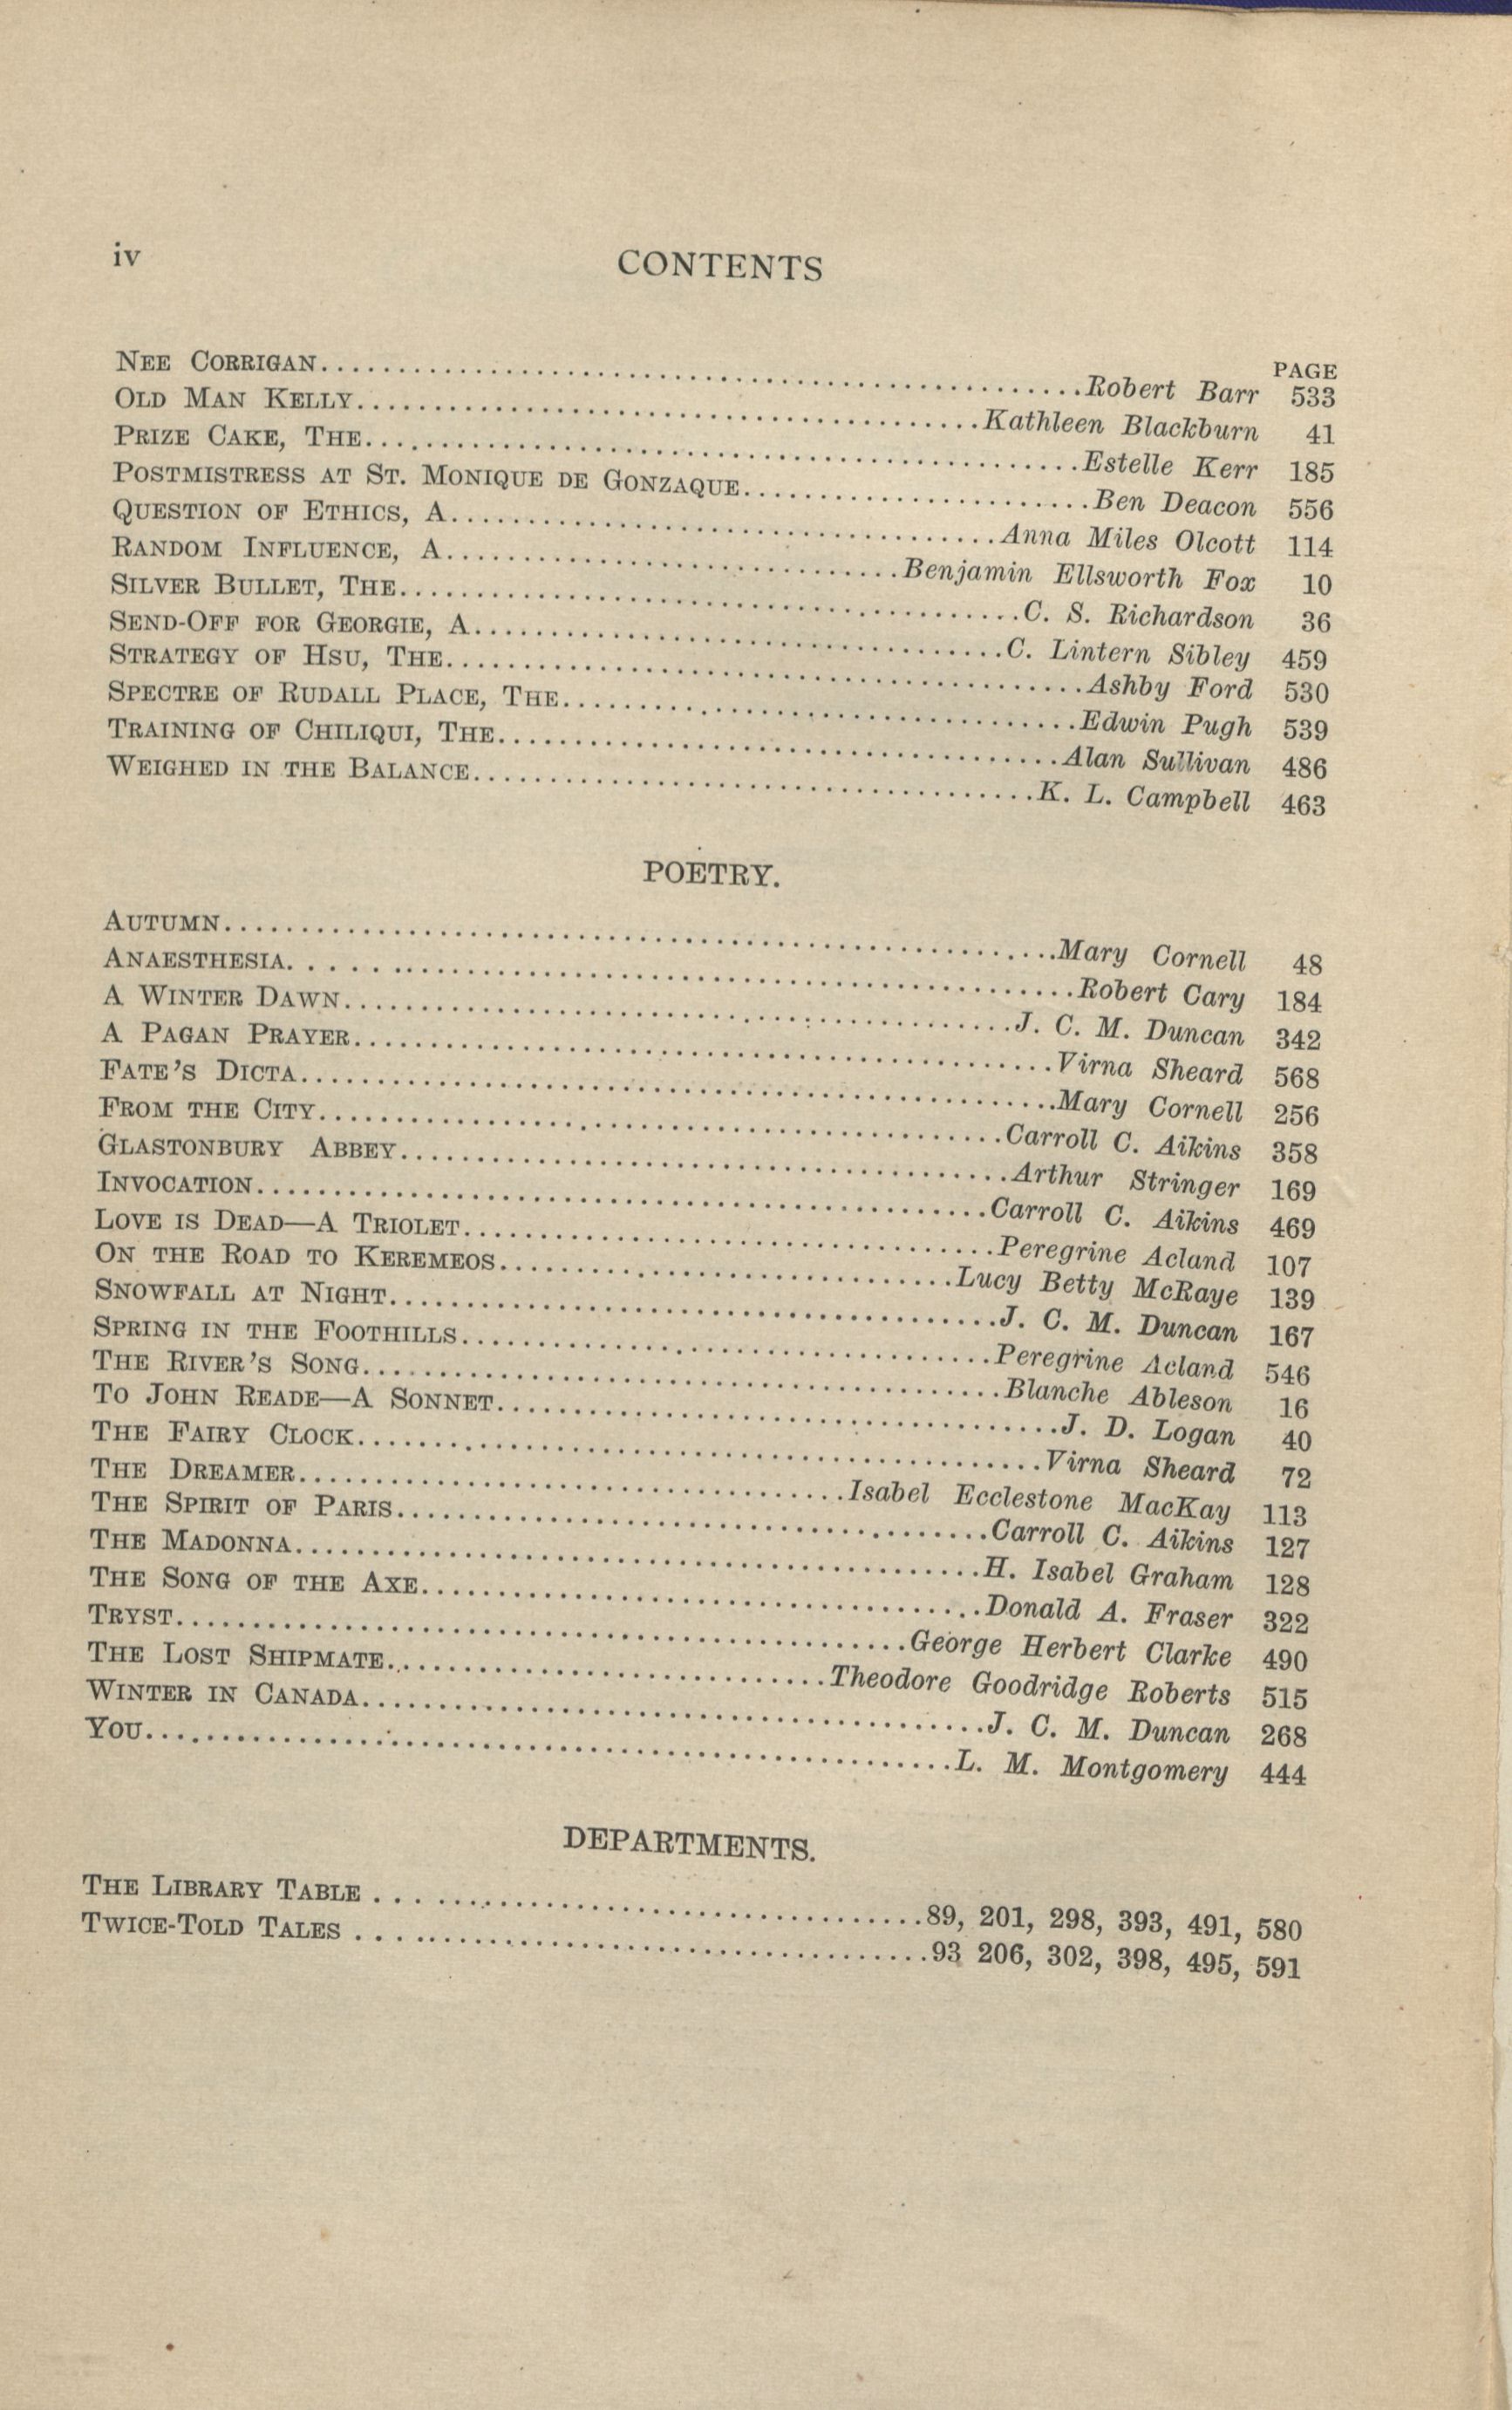 iv CONTENTS
PAGE
NEE CORRIGAN........Robert Barr 533
OLD MAN KELLY........Kathleen Blackburn 41
PRIZE CAKE, THE........Estelle Kerr 185
POSTMISTRESS AT ST. MONIQUE DE GONZAQUE........Ben Deacon 556
QUESTION OF ETHICS, A........Anna Miles Olcott 114
RANDOM INFLUENCE, A........Benjamin Ellsworth Fox 10
SILVER BULLET, THE........C. S. Richardson 36
SEND-OFF FOR GEORGIE, A........C. Lintern Sibley 459
STRATEGY OF HSU, THE........Ashby Ford 530
SPECTRE OF RUDALL PLACE, THE........Edwin Pugh 539
TRAINING OF CHILIQUI, THE........Alan Sullivan 486
WEIGHED IN THE BALANCE........K. L. Campbell 463
POETRY.
AUTUMN........Mary Cornell 48
ANAESTHESIA........Robert Cary 184
A WINTER DAWN........J. C. M. Duncan 342
A PAGAN PRAYER........Virna Sheard 568
FATE'S DICTA........Mary Cornell 256
FROM THE CITY........Carroll C. Aikins 358
GLASTONBURY ABBEY........Arthur Stringer 169
INVOCATION........Carroll C. Aikins 469
LOVE IS DEAD—A TRIOLET........Peregrine Acland 107
ON THE ROAD TO KEREMEOS........Lucy Betty McRaye 139
SNOWFALL AT NIGHT........J. C. M. Duncan 167
SPRING IN THE FOOTHILLS........Peregrine Acland 546
THE RIVER'S SONG........Blanche Ableson 16
TO JOHN READE—A SONNET........J. D. Logan 40
THE FAIRY CLOCK........Virna Sheard 72
THE DREAMER........Isabel Ecclestone MacKay 113
THE SPIRIT OF PARIS........Carroll C. Aikins 127
THE MADONNA........H. Isabel Graham 128
THE SONG OF THE AXE........Donald A. Fraser 322
TRYST........George Herbert Clarke 490
THE LOST SHIPMATE........Theodore Goodridge Roberts 515
WINTER IN CANADA........J. C. M. Duncan 268
YOU........L. M. Montgomery 444
DEPARTMENTS.
THE LIBRARY TABLE ........89, 201, 298, 393, 491, 580
TWICE-TOLD TALES ........93 206, 302, 398, 495, 591